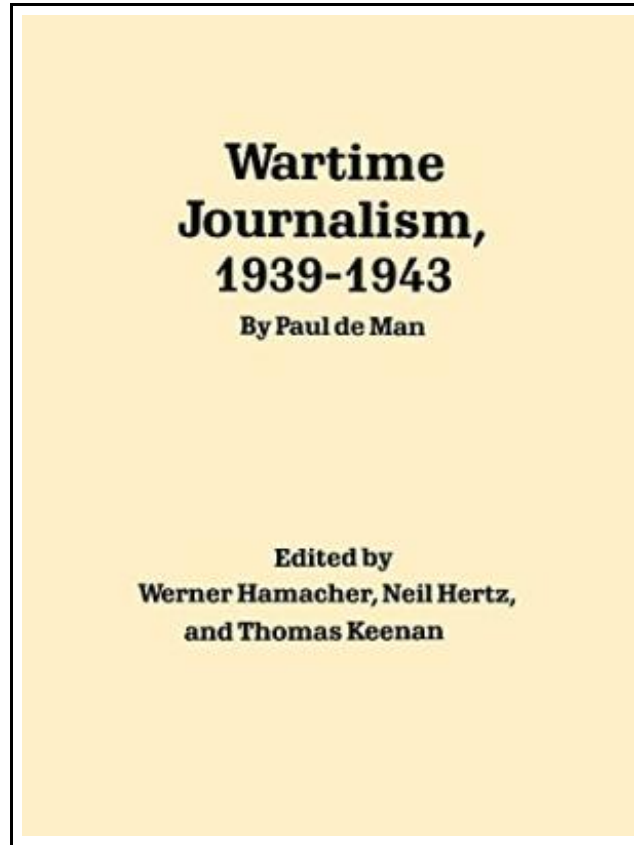 Wartime
Journalism,
1939-1943
By Paul de Man
Edited by
Werner Hamacher, Neil Hertz,
and Thomas Keenan